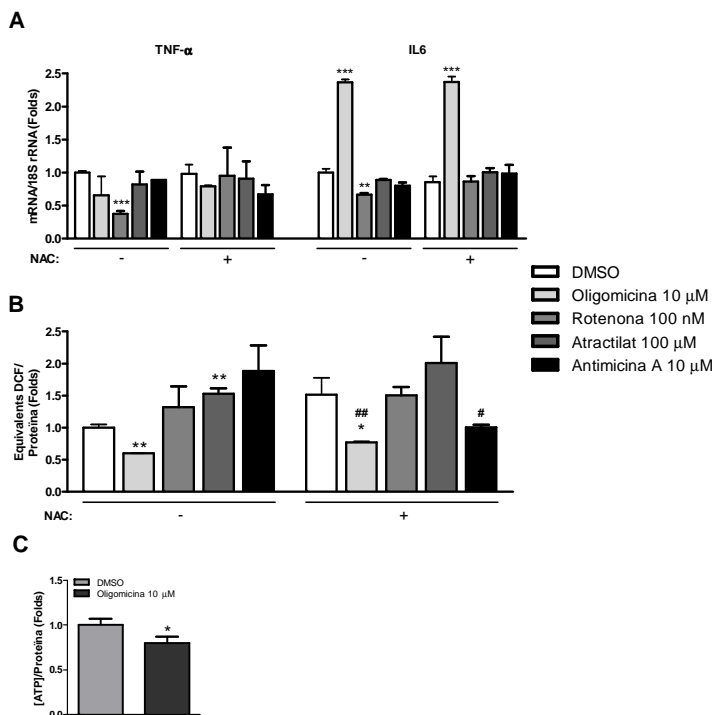 A
TNF-α
IL6
mRNA/18S rRNA (Folds)
2.5
2.0
1.5
1.0
0.5
0.0
***
***
**
***
NAC:
-
+
-
+
DMSO
Oligomicina 10 µM
Rotenona 100 nM
Atractilat 100 µM
Antimicina A 10 µM
B
Equivalents DCF/
Proteïna (Folds)
2.5
2.0
1.5
1.0
0.5
0.0
**
**
##
*
#
NAC:
-
+
C
DMSO
Oligomicina 10 µM
[ATP]/Proteïna (Folds)
1.5
1.0
0.5
0.0
*